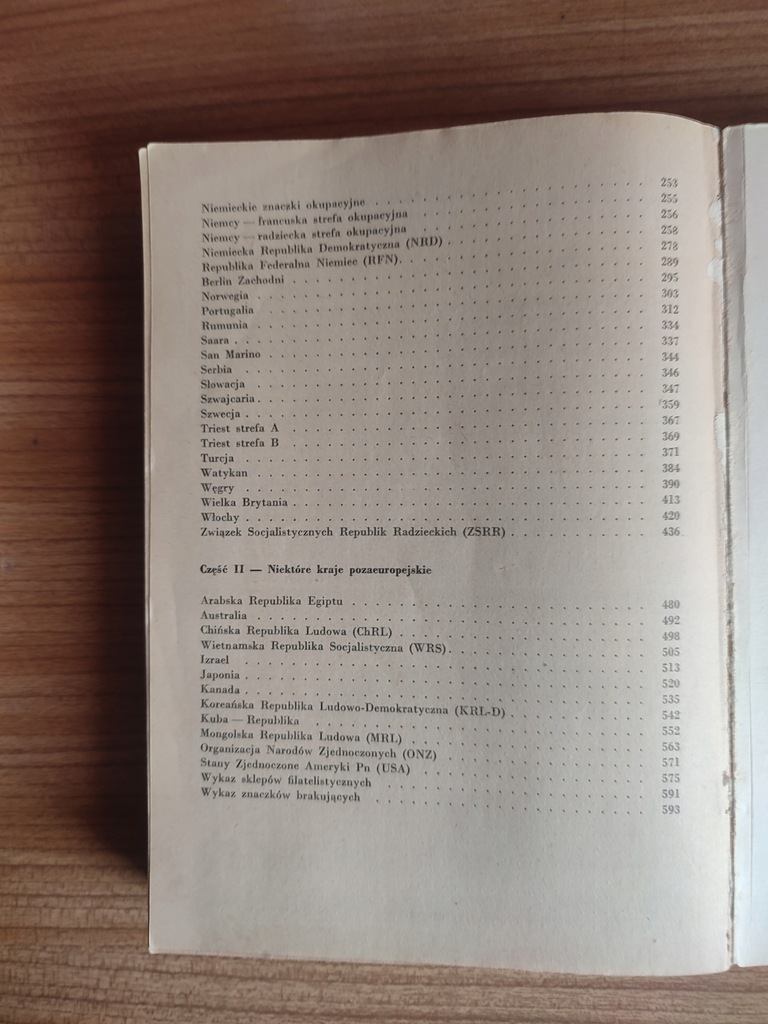 Niemieckie znaczki okupacyjne . . . . . . . . . . 253
Niemcy — francuska strefa okupacyjna . . . . . . . . . . 255
Niemcy — radziecka strefa okupacyjna . . . . . . . . . . 256
Niemiecka Republika Demokratyczna (NRD) . . . . . . . . . . 258
Republika Federalna Niemiec (RFN) . . . . . . . . . . 278
Berlin Zachodni . . . . . . . . . . 289
Norwegia . . . . . . . . . . 295
Portugalia . . . . . . . . . . 303
Rumunia . . . . . . . . . . 312
Saara . . . . . . . . . . 334
San Marino . . . . . . . . . . 337
Serbia . . . . . . . . . . 344
Słowacja . . . . . . . . . . 346
Szwajcaria . . . . . . . . . . 347
Szwecja . . . . . . . . . . 359
Triest strefa A . . . . . . . . . . 367
Triest strefa B . . . . . . . . . . 369
Turcja . . . . . . . . . . 371
Watykan . . . . . . . . . . 384
Węgry . . . . . . . . . . 390
Wielka Brytania . . . . . . . . . . 413
Włochy . . . . . . . . . . 420
Związek Socjalistycznych Republik Radzieckich (ZSRR) . . . . . . . . . . 436
Część II — Niektóre kraje pozaeuropejskie
Arabska Republika Egiptu . . . . . . . . . . 480
Australia . . . . . . . . . . 492
Chińska Republika Ludowa (ChRL) . . . . . . . . . . 498
Wietnamska Republika Socjalistyczna (WRS) . . . . . . . . . . 505
Izrael . . . . . . . . . . 513
Japonia . . . . . . . . . . 520
Kanada . . . . . . . . . . 535
Koreańska Republika Ludowo-Demokratyczna (KRL-D) . . . . . . . . . . 542
Kuba — Republika . . . . . . . . . . 552
Mongolska Republika Ludowa (MRL) . . . . . . . . . . 563
Organizacja Narodów Zjednoczonych (ONZ) . . . . . . . . . . 571
Stany Zjednoczone Ameryki Pn (USA) . . . . . . . . . . 575
Wykaz sklepów filatelistycznych . . . . . . . . . . 591
Wykaz znaczków brakujących . . . . . . . . . . 593